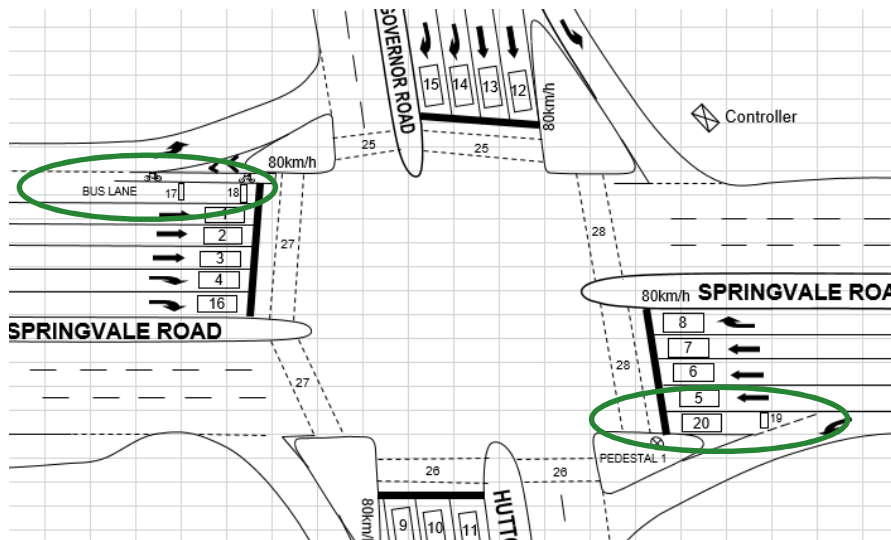 GOVERNOR ROAD
15
14
13
12
80km/h
Controller
25
25
80km/h
BUS LANE
17
18
1
2
3
4
16
27
28
SPRINGVALE ROAD
80km/h
SPRINGVALE ROA
8
7
6
5
20
19
28
27
PEDESTAL 1
26
26
80km/h
9
10
11
HUTTO